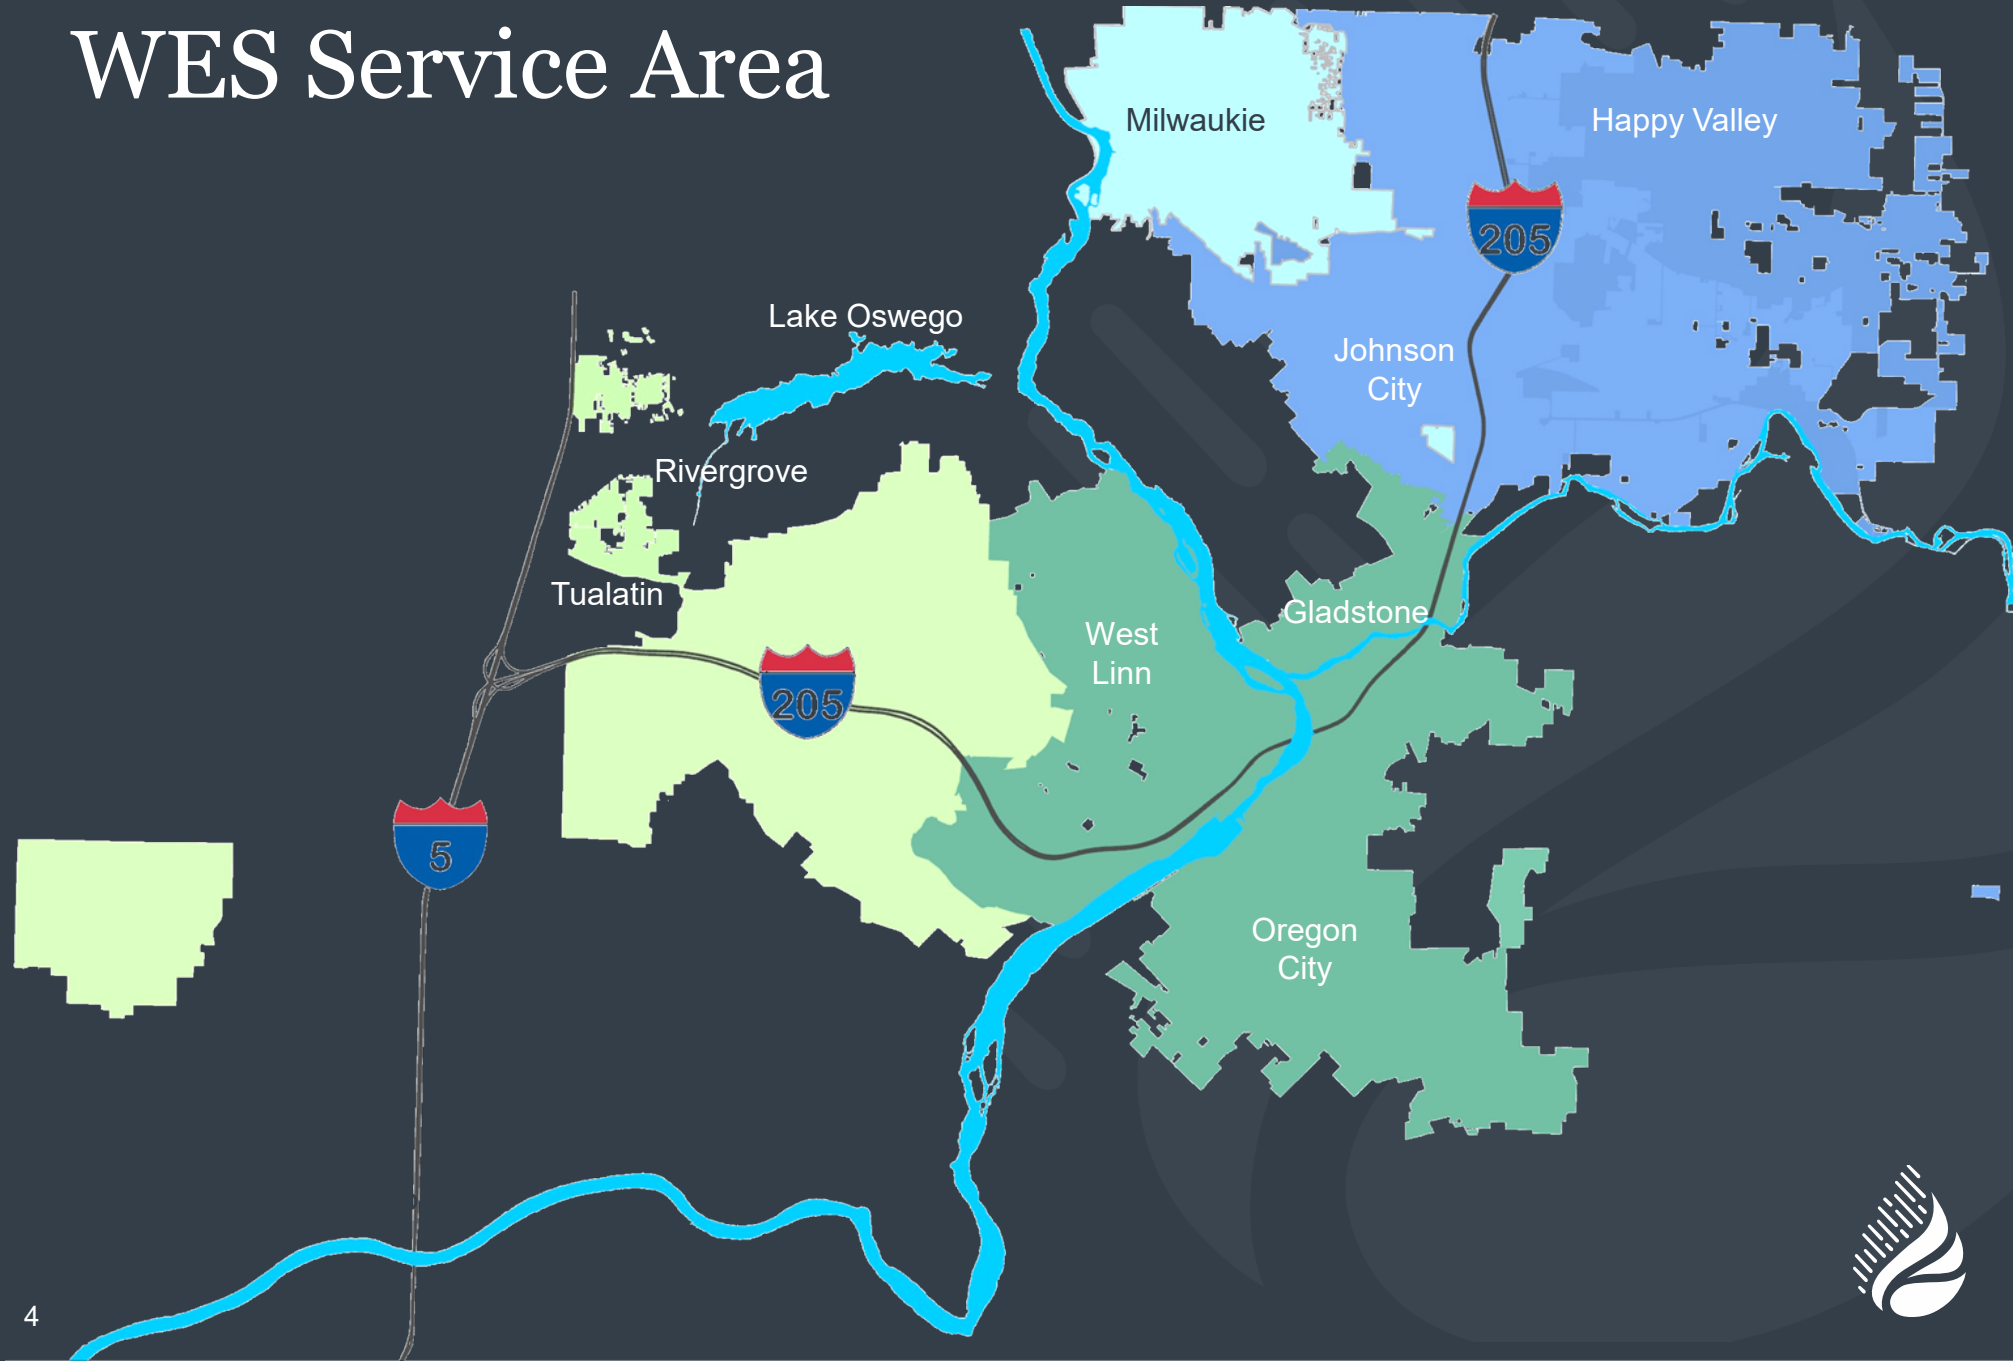 WES Service Area
Milwaukie
Happy Valley
205
Lake Oswego
Johnson
City
Rivergrove
Tualatin
Gladstone
West
Linn
205
5
Oregon
City
4